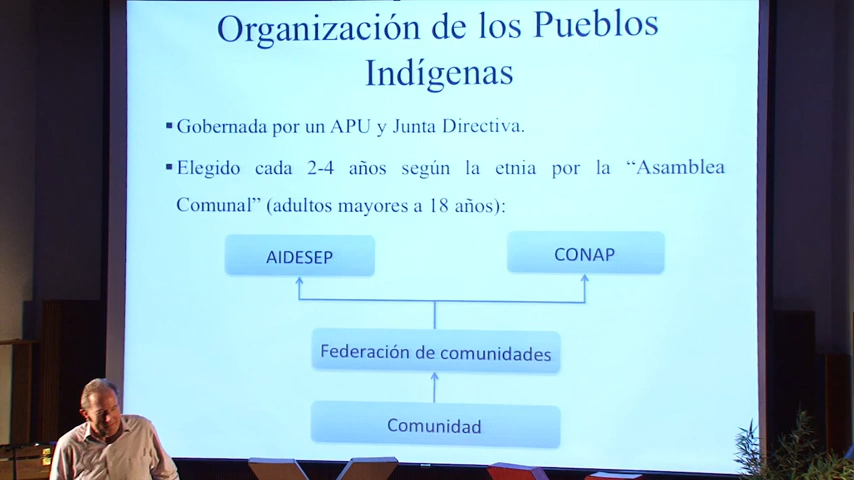 Organización de los Pueblos
Indígenas
▪ Gobernada por un APU y Junta Directiva.
▪ Elegido cada 2-4 años según la etnia por la “Asamblea
Comunal” (adultos mayores a 18 años):
AIDESEP
CONAP
Federación de comunidades
Comunidad